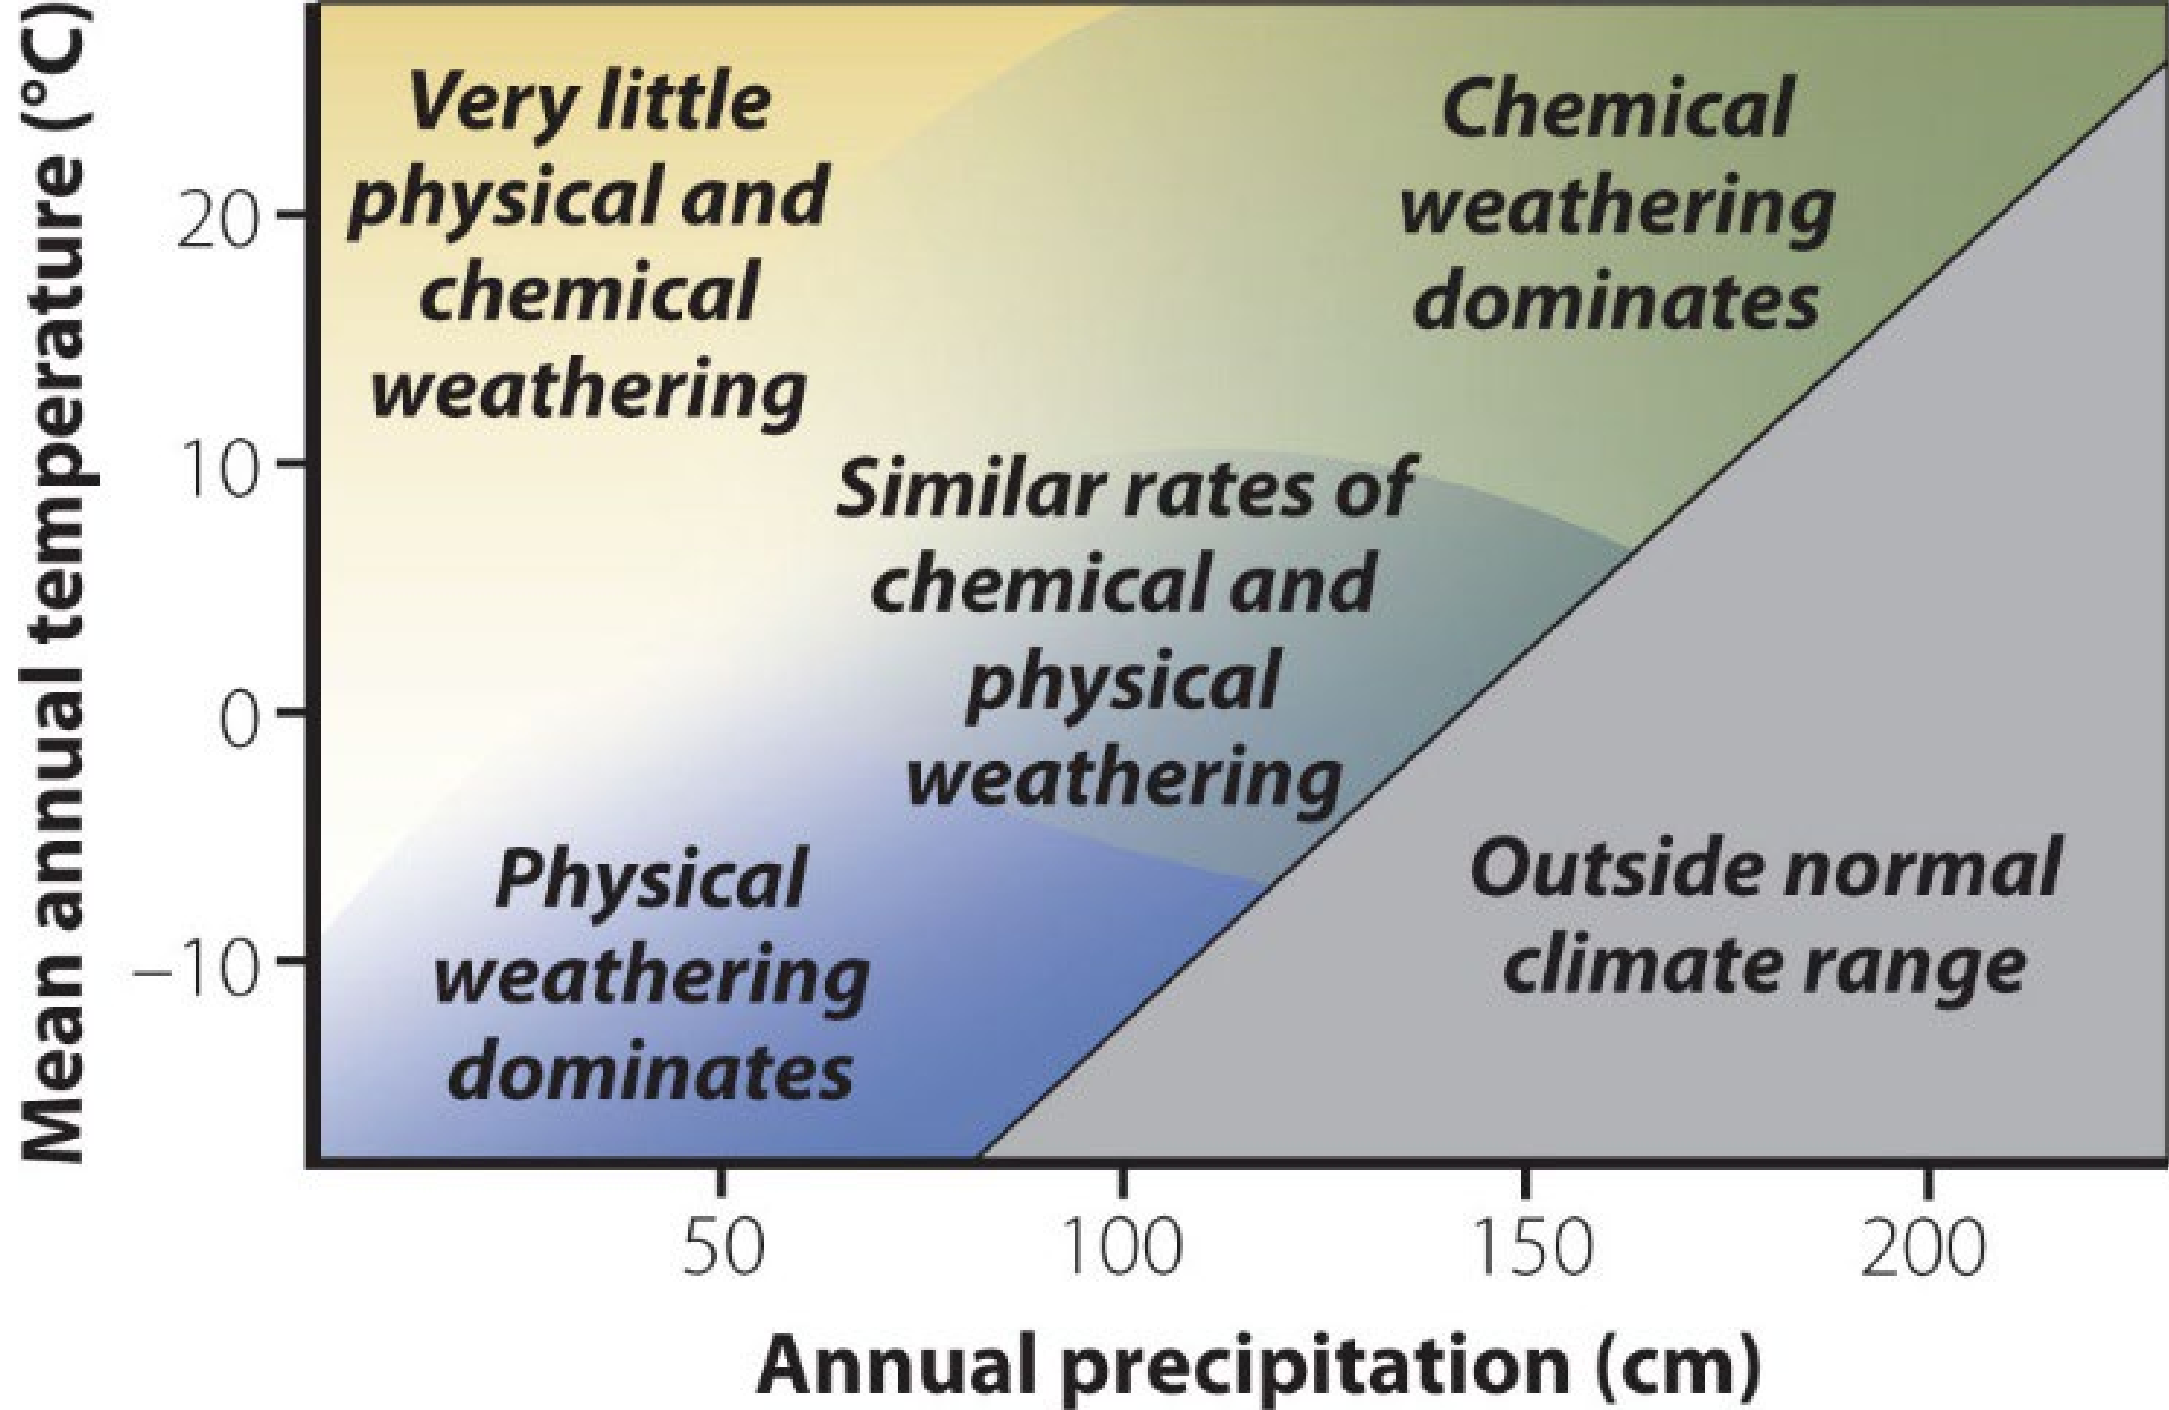 Mean annual temperature (°C)
20
10
0
–10
Very little
physical and
chemical
weathering
Chemical
weathering
dominates
Similar rates of
chemical and
physical
weathering
Physical
weathering
dominates
Outside normal
climate range
50
100
150
200
Annual precipitation (cm)